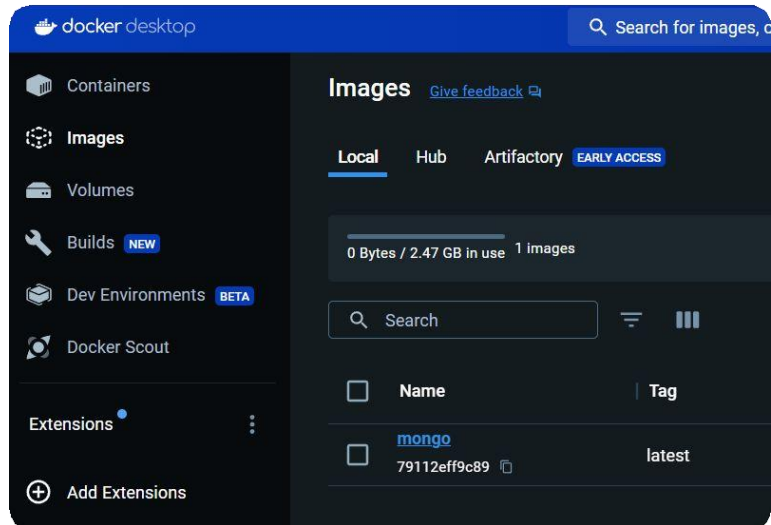 docker desktop
Search for images, c
Containers
Images
Volumes
Builds NEW
Dev Environments BETA
Docker Scout
Extensions
Add Extensions
Images Give feedback
Local Hub Artifactory EARLY ACCESS
0 Bytes / 2.47 GB in use 1 images
Search
Name Tag
mongo latest
79112eff9c89